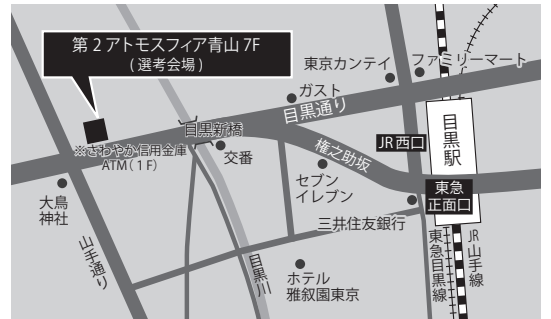 第2アトモスフィア青山 7F
(選考会場)
東京カンテイ
ファミリーマート
ガスト
目黒通り
目黒新橋
※さわやか信用金庫
ATM(1F)
交番
権之助坂
JR西口
目黒駅
大鳥
神社
セブン
イレブン
東急
正面口
三井住友銀行
山手通り
目黒川
ホテル
雅叙園東京
東急目黒線
JR山手線